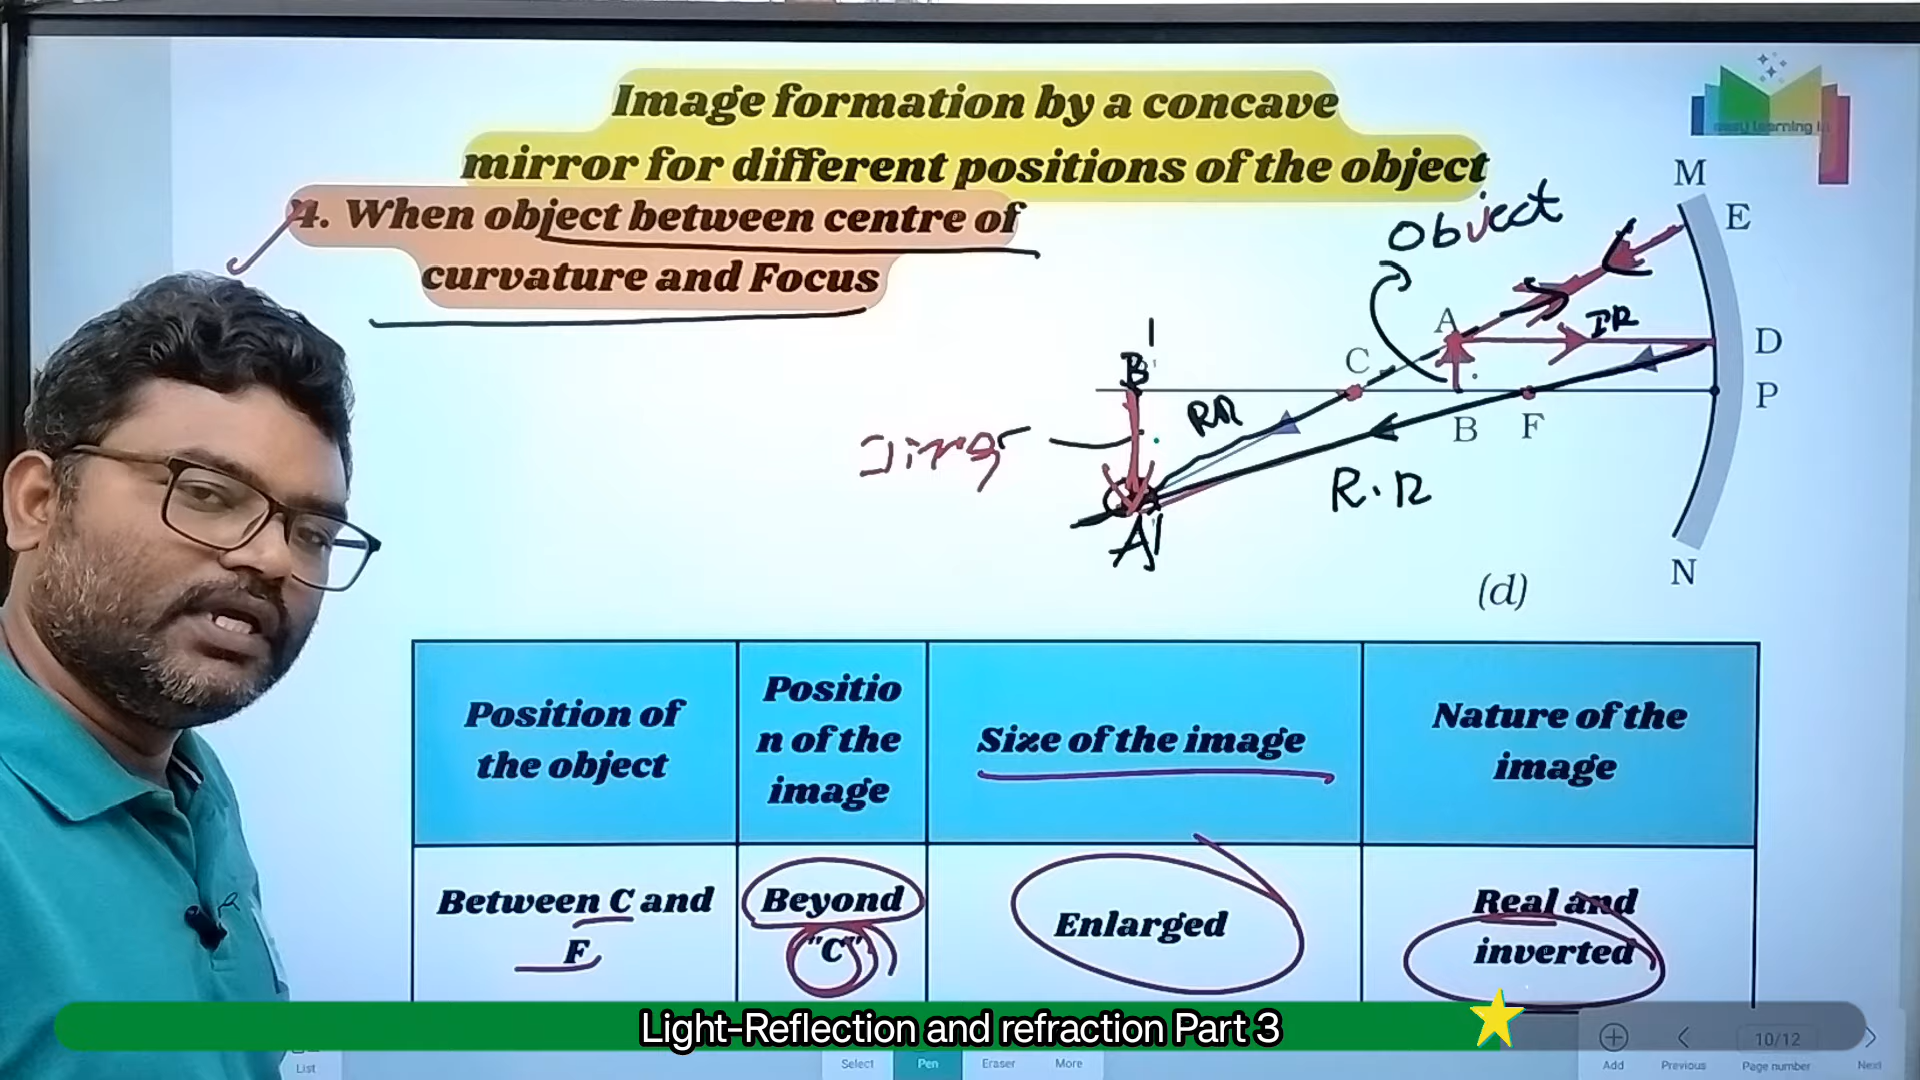 Image formation by a concave
mirror for different positions of the object
4. When object between centre of
curvature and Focus
easy learning in
M
E
Object
A
IR
D
C
B'
P
RR
B
F
R.R
A'
N
(d)
Position of
the object
Positio
n of the
image
Size of the image
Nature of the
image
Between C and
F
Beyond
"C"
Enlarged
Real and
inverted
Light-Reflection and refraction Part 3
List
Select
Pen
Eraser
More
Add
Previous
10/12
Page number
Next